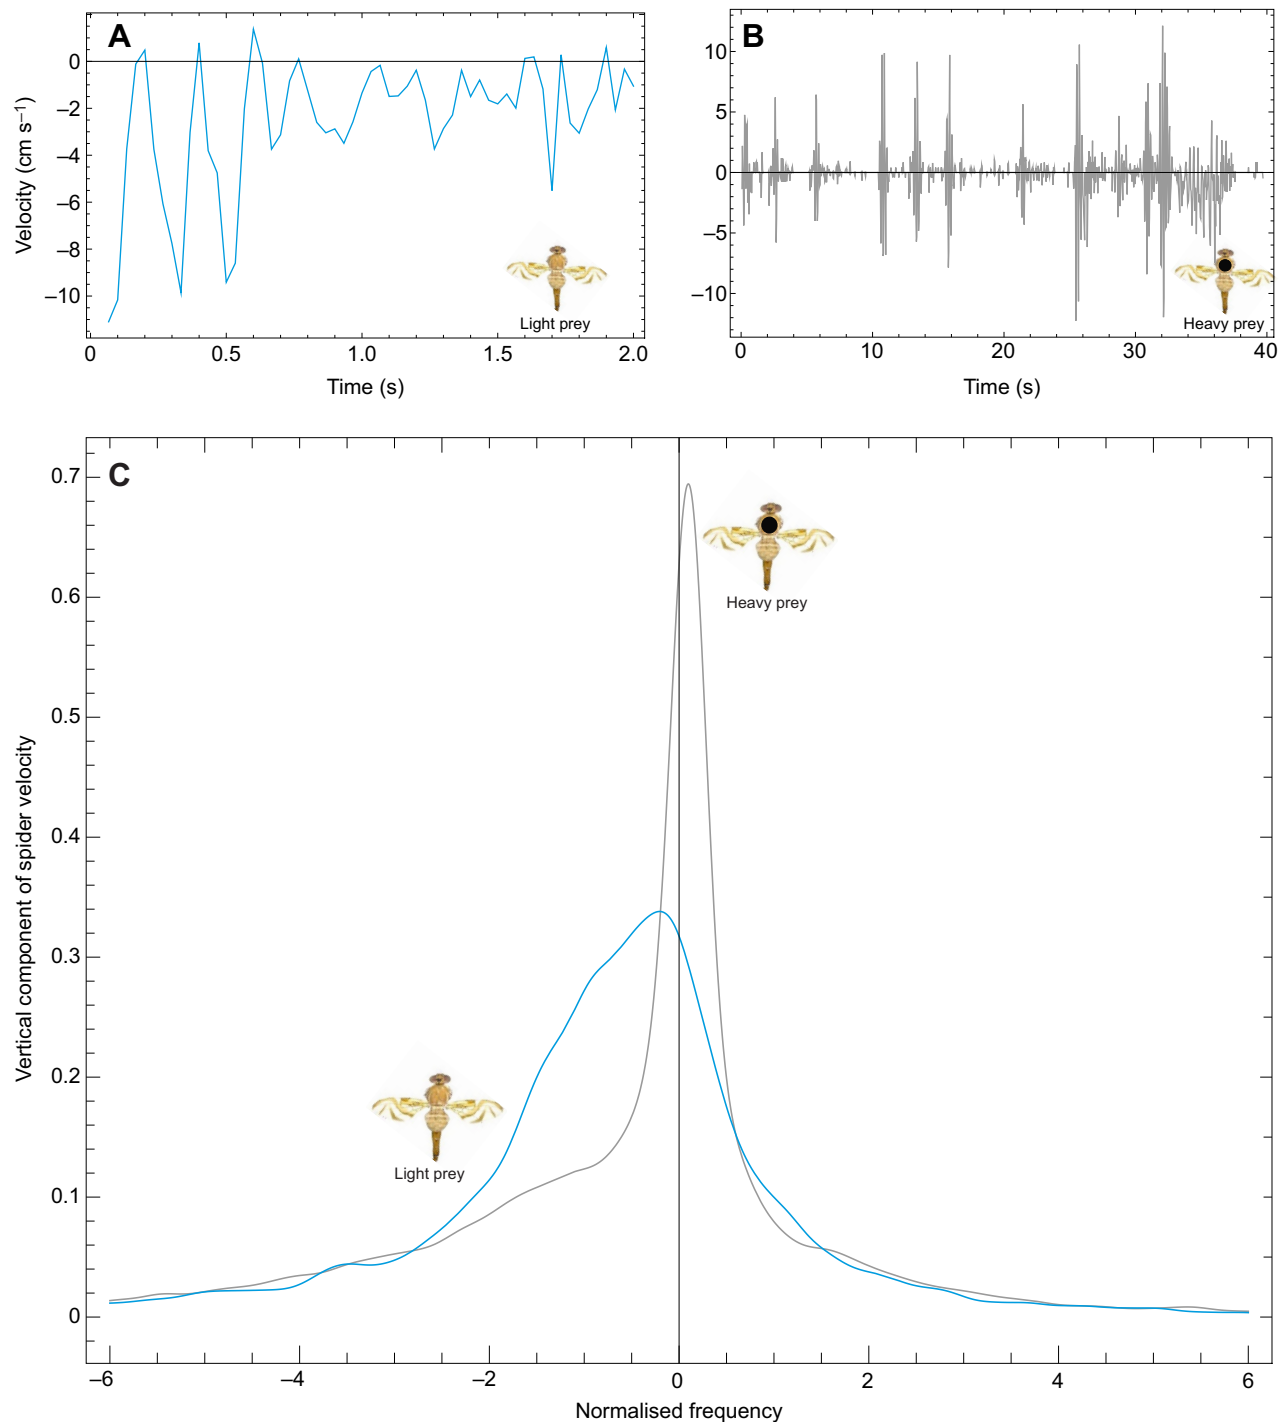 A
Velocity (cm s⁻¹)
0
–2
–4
–6
–8
–10
Light prey
0 0.5 1.0 1.5 2.0
Time (s)
B
10
5
0
–5
–10
Heavy prey
0 10 20 30 40
Time (s)
C
Vertical component of spider velocity
0.7
0.6
0.5
0.4
0.3
0.2
0.1
0
Heavy prey
Light prey
–6 –4 –2 0 2 4 6
Normalised frequency